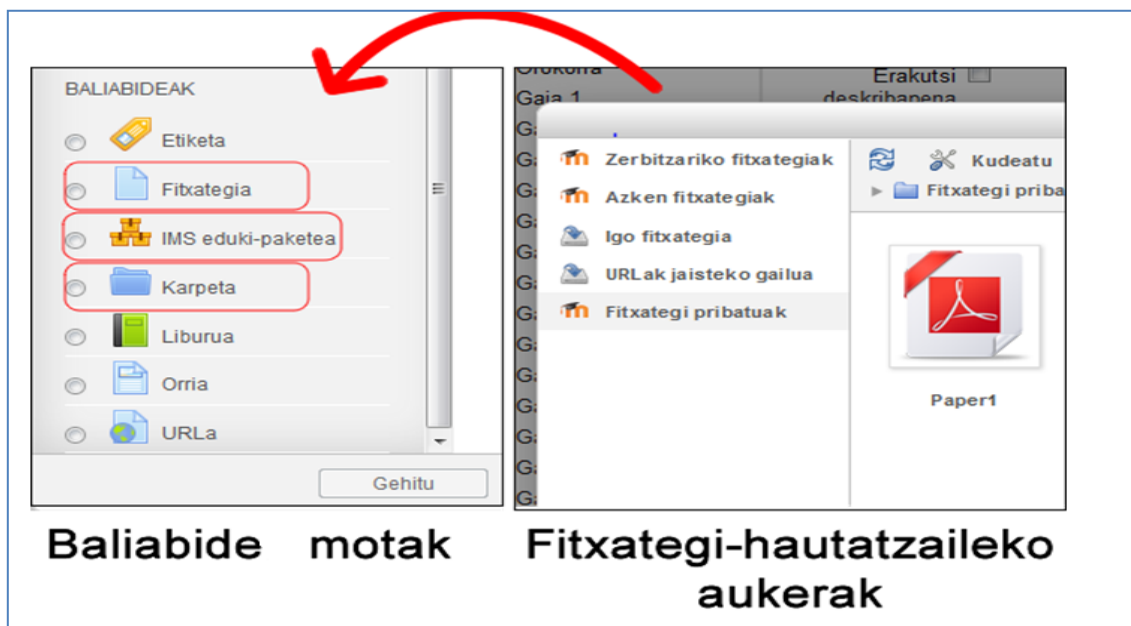 BALIABIDEAK
Etiketa
Fitxategia
IMS eduki-paketea
Karpeta
Liburua
Orria
URLa
Gehitu
Baliabide motak
Erakutsi
deskribapena
Gaia 1
Zerbitzariko fitxategiak
Azken fitxategiak
Igo fitxategia
URLak jaisteko gailua
Fitxategi pribatuak
Kudeatu
Fitxategi priba
Paper1
Fitxategi-hautatzaileko
aukerak